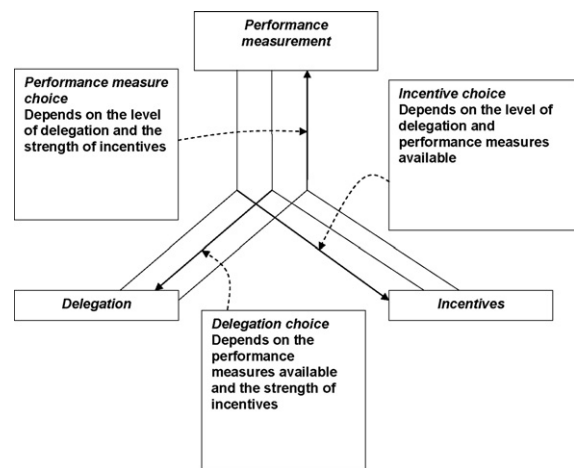 Performance
measurement
Performance measure
choice
Depends on the level
of delegation and the
strength of incentives
Incentive choice
Depends on the level of
delegation and
performance measures
available
Delegation
Incentives
Delegation choice
Depends on the
performance
measures available
and the strength of
incentives